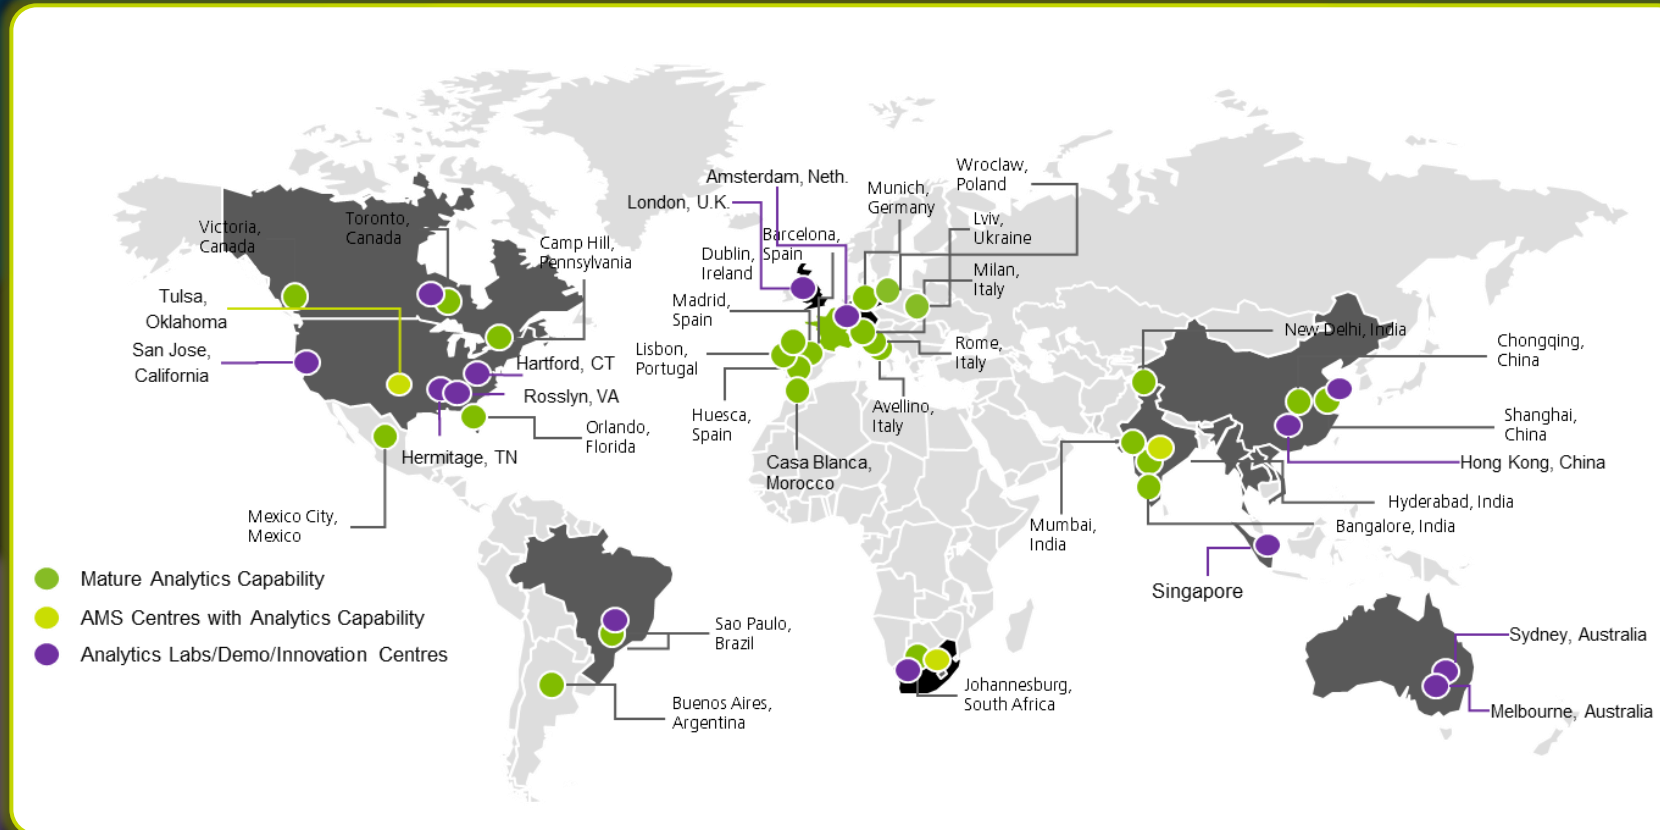 Amsterdam, Neth.
London, U.K.
Wroclaw,
Poland
Munich,
Germany
Lviv,
Ukraine
Barcelona,
Spain
Dublin,
Ireland
Milan,
Italy
Madrid,
Spain
Victoria,
Canada
Toronto,
Canada
Camp Hill,
Pennsylvania
Tulsa,
Oklahoma
San Jose,
California
Hartford, CT
Rosslyn, VA
Orlando,
Florida
Hermitage, TN
Mexico City,
Mexico
Lisbon,
Portugal
Rome,
Italy
Huesca,
Spain
Avellino,
Italy
Casa Blanca,
Morocco
New Delhi, India
Chongqing,
China
Shanghai,
China
Hong Kong, China
Hyderabad, India
Bangalore, India
Mumbai,
India
Singapore
Mature Analytics Capability
AMS Centres with Analytics Capability
Analytics Labs/Demo/Innovation Centres
Sao Paulo,
Brazil
Buenos Aires,
Argentina
Johannesburg,
South Africa
Sydney, Australia
Melbourne, Australia